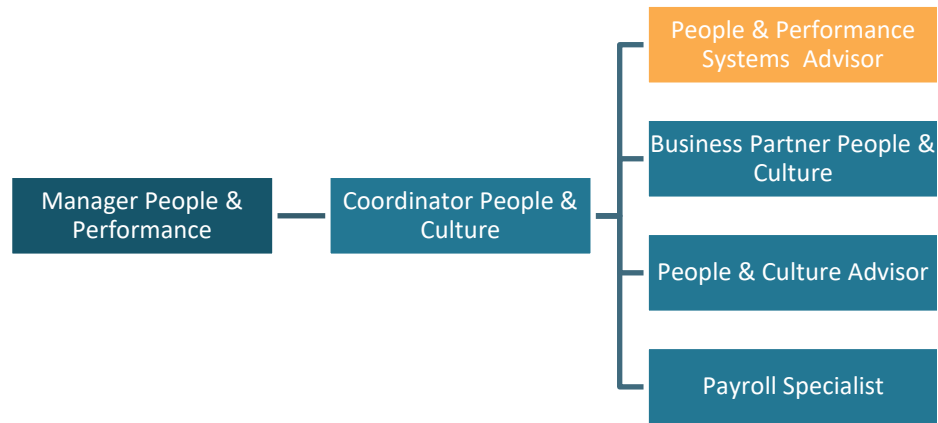 People & Performance
Systems  Advisor
Business Partner People &
Culture
Manager People &
Performance
Coordinator People &
Culture
People & Culture Advisor
Payroll Specialist